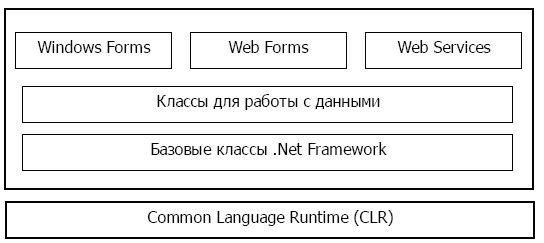 Windows Forms
Web Forms
Web Services
Классы для работы с данными
Базовые классы .Net Framework
Common Language Runtime (CLR)